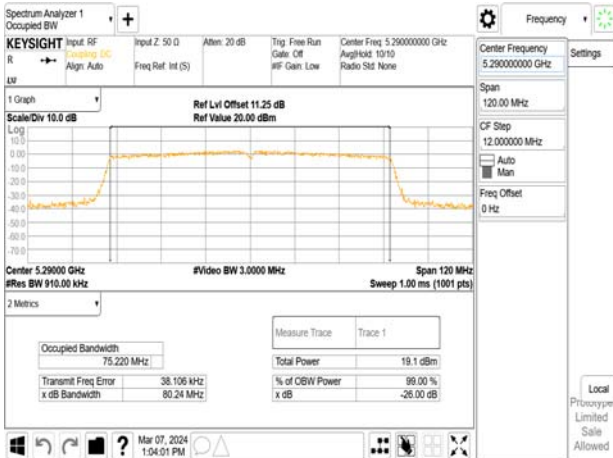 Spectrum Analyzer 1
Occupied BW
+
Frequency
KEYSIGHT
R
Input: RF
Coupling: DC
Align: Auto
Input Z: 50 Ω
Freq Ref: Int (S)
Atten: 20 dB
Trig: Free Run
Gate: Off
#IF Gain: Low
Center Freq: 5.290000000 GHz
Avg|Hold: 10/10
Radio Std: None
Center Frequency
5.290000000 GHz
Settings
Span
120.00 MHz
CF Step
12.000000 MHz
Auto
Man
Freq Offset
0 Hz
1 Graph
Scale/Div 10.0 dB
Ref Lvl Offset 11.25 dB
Ref Value 20.00 dBm
Log
10.0
0.00
-10.0
-20.0
-30.0
-40.0
-50.0
-60.0
-70.0
Center 5.29000 GHz
#Res BW 910.00 kHz
#Video BW 3.0000 MHz
Span 120 MHz
Sweep 1.00 ms (1001 pts)
2 Metrics
Measure Trace
Trace 1
Occupied Bandwidth
75.220 MHz
Total Power
19.1 dBm
Transmit Freq Error
38.106 kHz
% of OBW Power
99.00 %
x dB Bandwidth
80.24 MHz
x dB
-26.00 dB
Local
Prototype
Limited
Sale
Allowed
?
Mar 07, 2024
1:04:01 PM